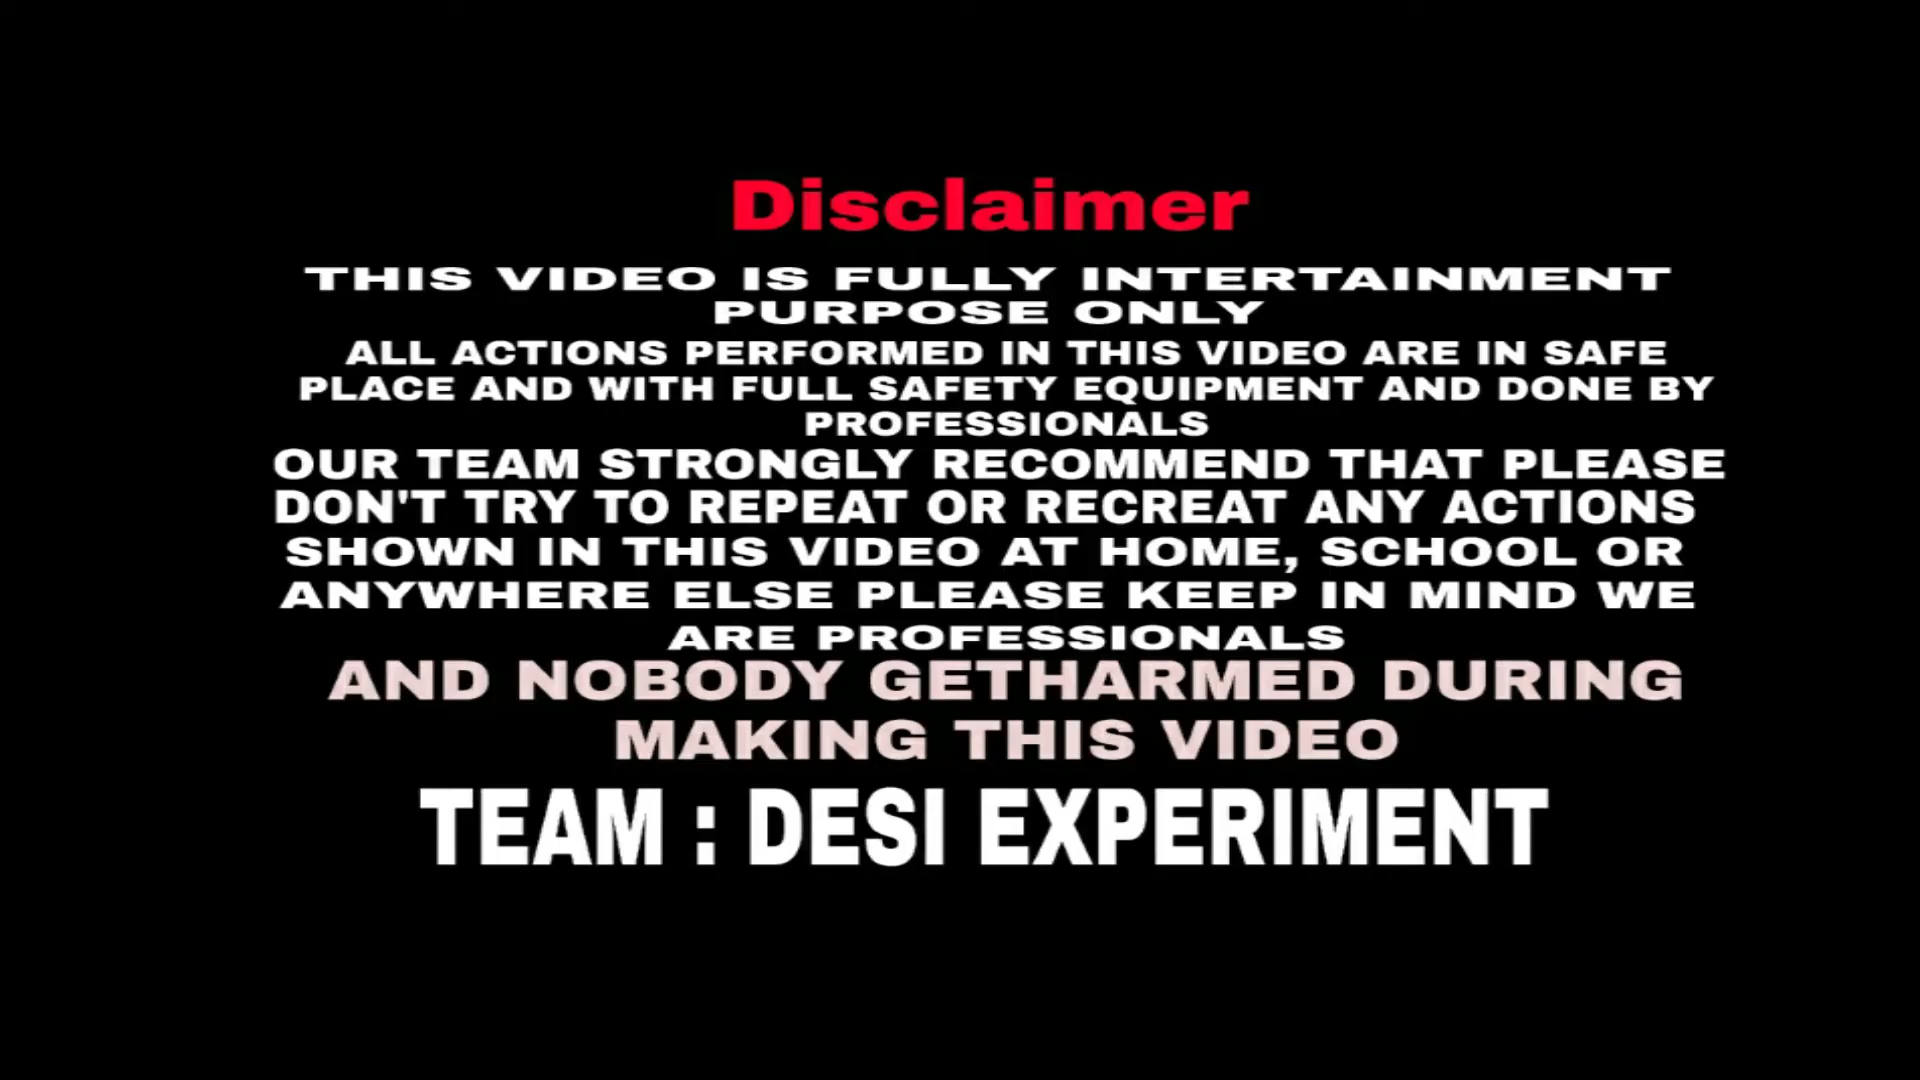 Disclaimer
THIS VIDEO IS FULLY INTERTAINMENT
PURPOSE ONLY
ALL ACTIONS PERFORMED IN THIS VIDEO ARE IN SAFE
PLACE AND WITH FULL SAFETY EQUIPMENT AND DONE BY
PROFESSIONALS
OUR TEAM STRONGLY RECOMMEND THAT PLEASE
DON'T TRY TO REPEAT OR RECREAT ANY ACTIONS
SHOWN IN THIS VIDEO AT HOME, SCHOOL OR
ANYWHERE ELSE PLEASE KEEP IN MIND WE
ARE PROFESSIONALS
AND NOBODY GETHARMED DURING
MAKING THIS VIDEO
TEAM : DESI EXPERIMENT